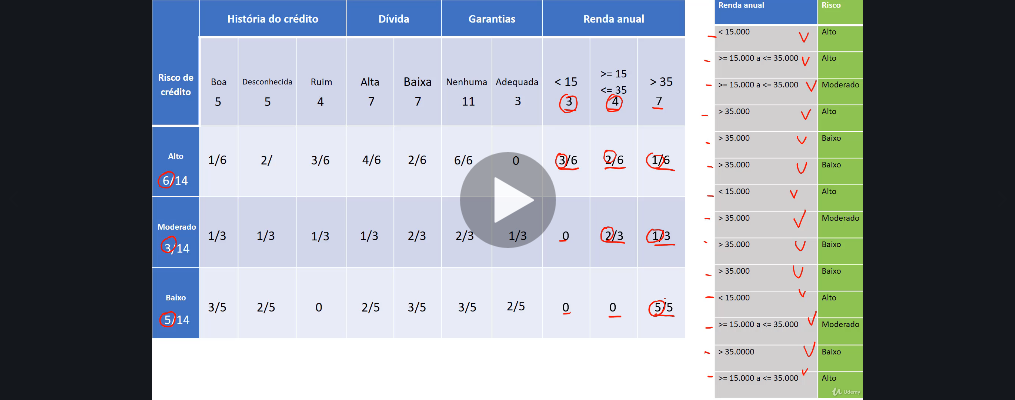 História do crédito Dívida Garantias Renda anual
Risco de
crédito
Boa Desconhecida Ruim Alta Baixa Nenhuma Adequada < 15 >= 15
<= 35 > 35
5 5 4 7 7 11 3 3 4 7
Alto
6/14
1/6 2/ 3/6 4/6 2/6 6/6 0 3/6 2/6 1/6
Moderado
3/14
1/3 1/3 1/3 1/3 2/3 2/3 1/3 0 2/3 1/3
Baixo
5/14
3/5 2/5 0 2/5 3/5 3/5 2/5 0 0 5/5
Renda anual Risco
< 15.000 Alto
>= 15.000 a <= 35.000 Alto
>= 15.000 a <= 35.000 Moderado
> 35.000 Alto
> 35.000 Baixo
> 35.000 Baixo
< 15.000 Alto
> 35.000 Moderado
> 35.000 Baixo
> 35.000 Baixo
< 15.000 Alto
>= 15.000 a <= 35.000 Moderado
> 35.0000 Baixo
>= 15.000 a <= 35.000 Alto
Udemy